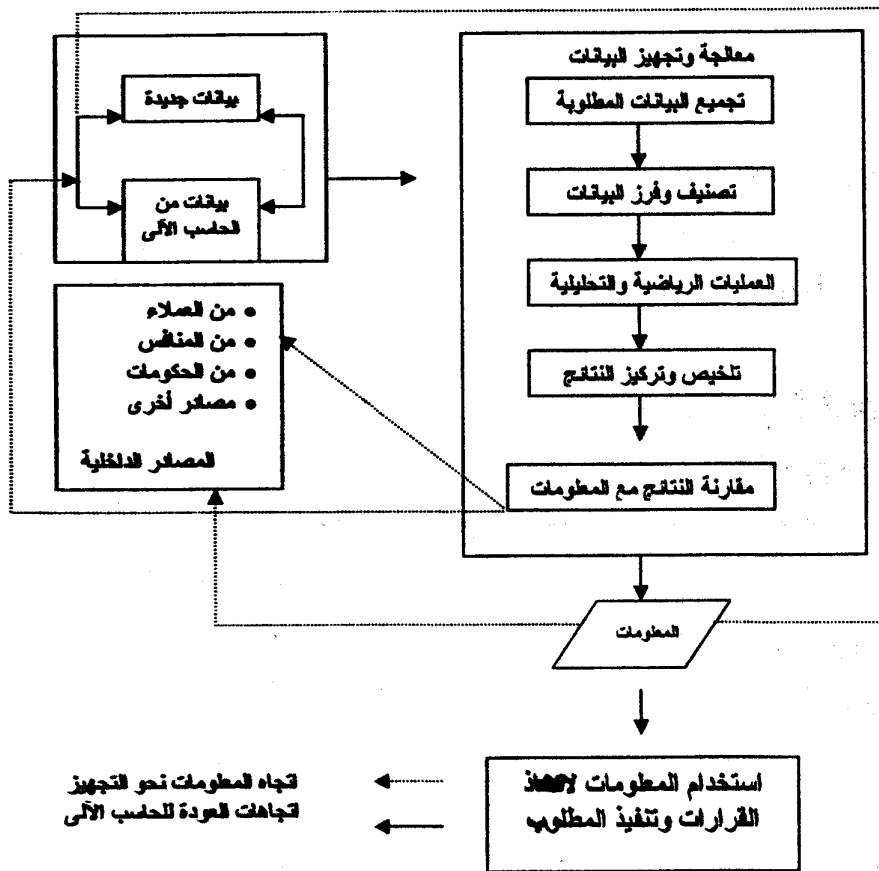 معالجة وتجهيز البيانات
تجميع البيانات المطلوبة
تصنيف وفرز البيانات
العمليات الرياضية والتحليلية
تلخيص وتركيز النتائج
مقارنة النتائج مع المعلومات
المعلومات
استخدام المعلومات لاتخاذ
القرارات وتنفيذ المطلوب
بيانات جديدة
بيانات من
الحاسب الآلى
• من العملاء
• من المنافس
• من الحكومات
• مصادر أخرى
المصادر الداخلية
اتجاه المعلومات نحو التجهيز
اتجاهات العودة للحاسب الآلى